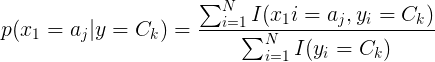 p(x_1 = a_j|y = C_k) = \frac{\sum_{i=1}^{N} I(x_1 i = a_j, y_i = C_k)}{\sum_{i=1}^{N} I(y_i = C_k)}